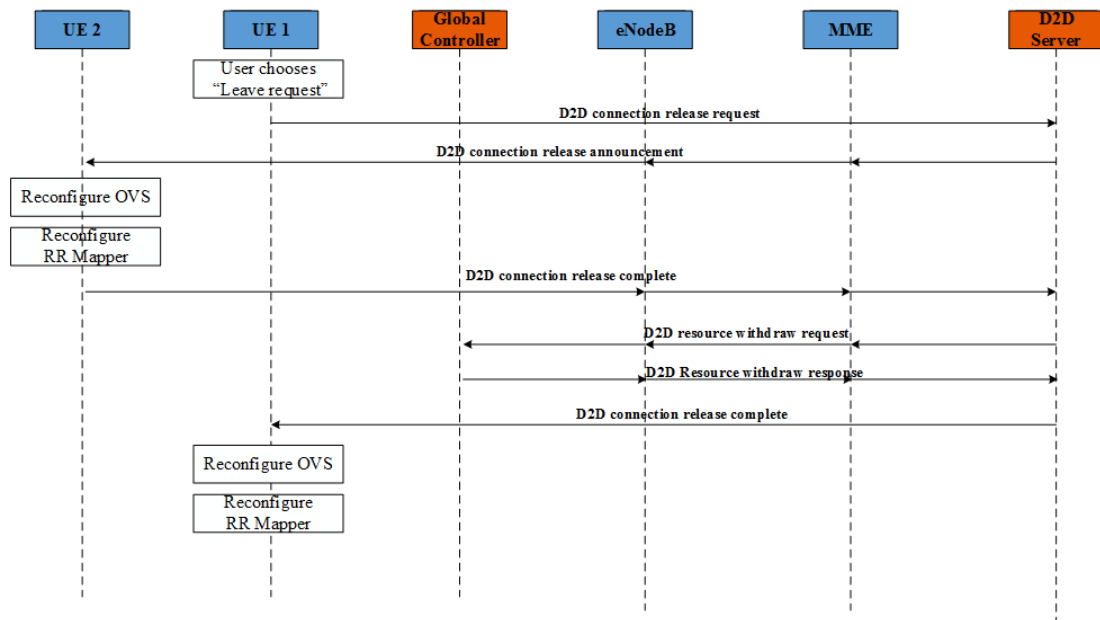 UE 2
UE 1
Global
Controller
eNodeB
MME
D2D
Server
User chooses
“Leave request”
D2D connection release request
D2D connection release announcement
Reconfigure OVS
Reconfigure
RR Mapper
D2D connection release complete
D2D resource withdraw request
D2D Resource withdraw response
D2D connection release complete
Reconfigure OVS
Reconfigure
RR Mapper